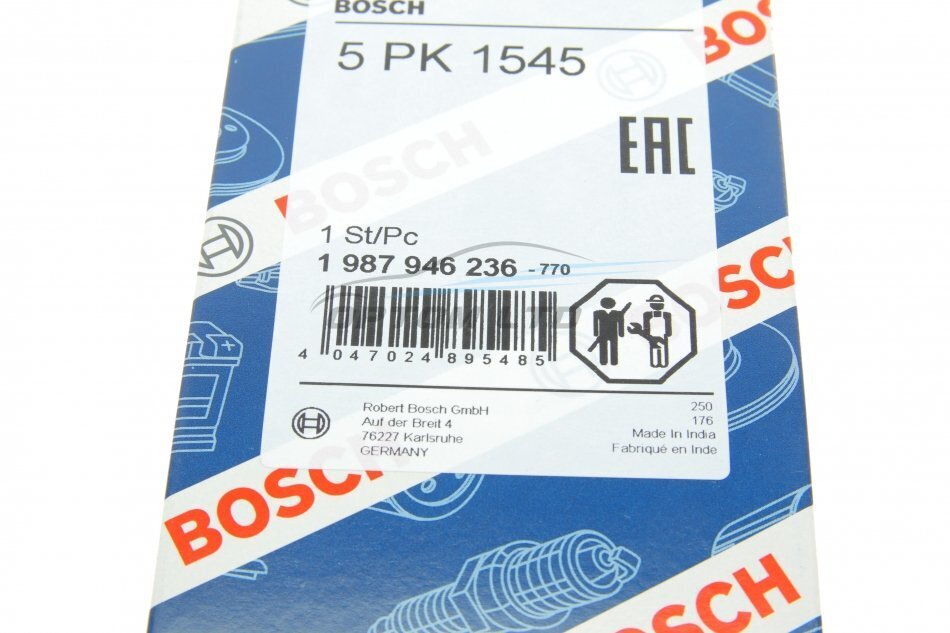 BOSCH
5 PK 1545
BOSCH
EAC
BOSCH
1 St/Pc
1 987 946 236 - 770
OPTOM LTD
4 047024 895485
BOSCH
Robert Bosch GmbH
Auf der Breit 4
76227 Karlsruhe
GERMANY
250
176
Made In India
Fabriqué en Inde
BOSCH
BOSCH